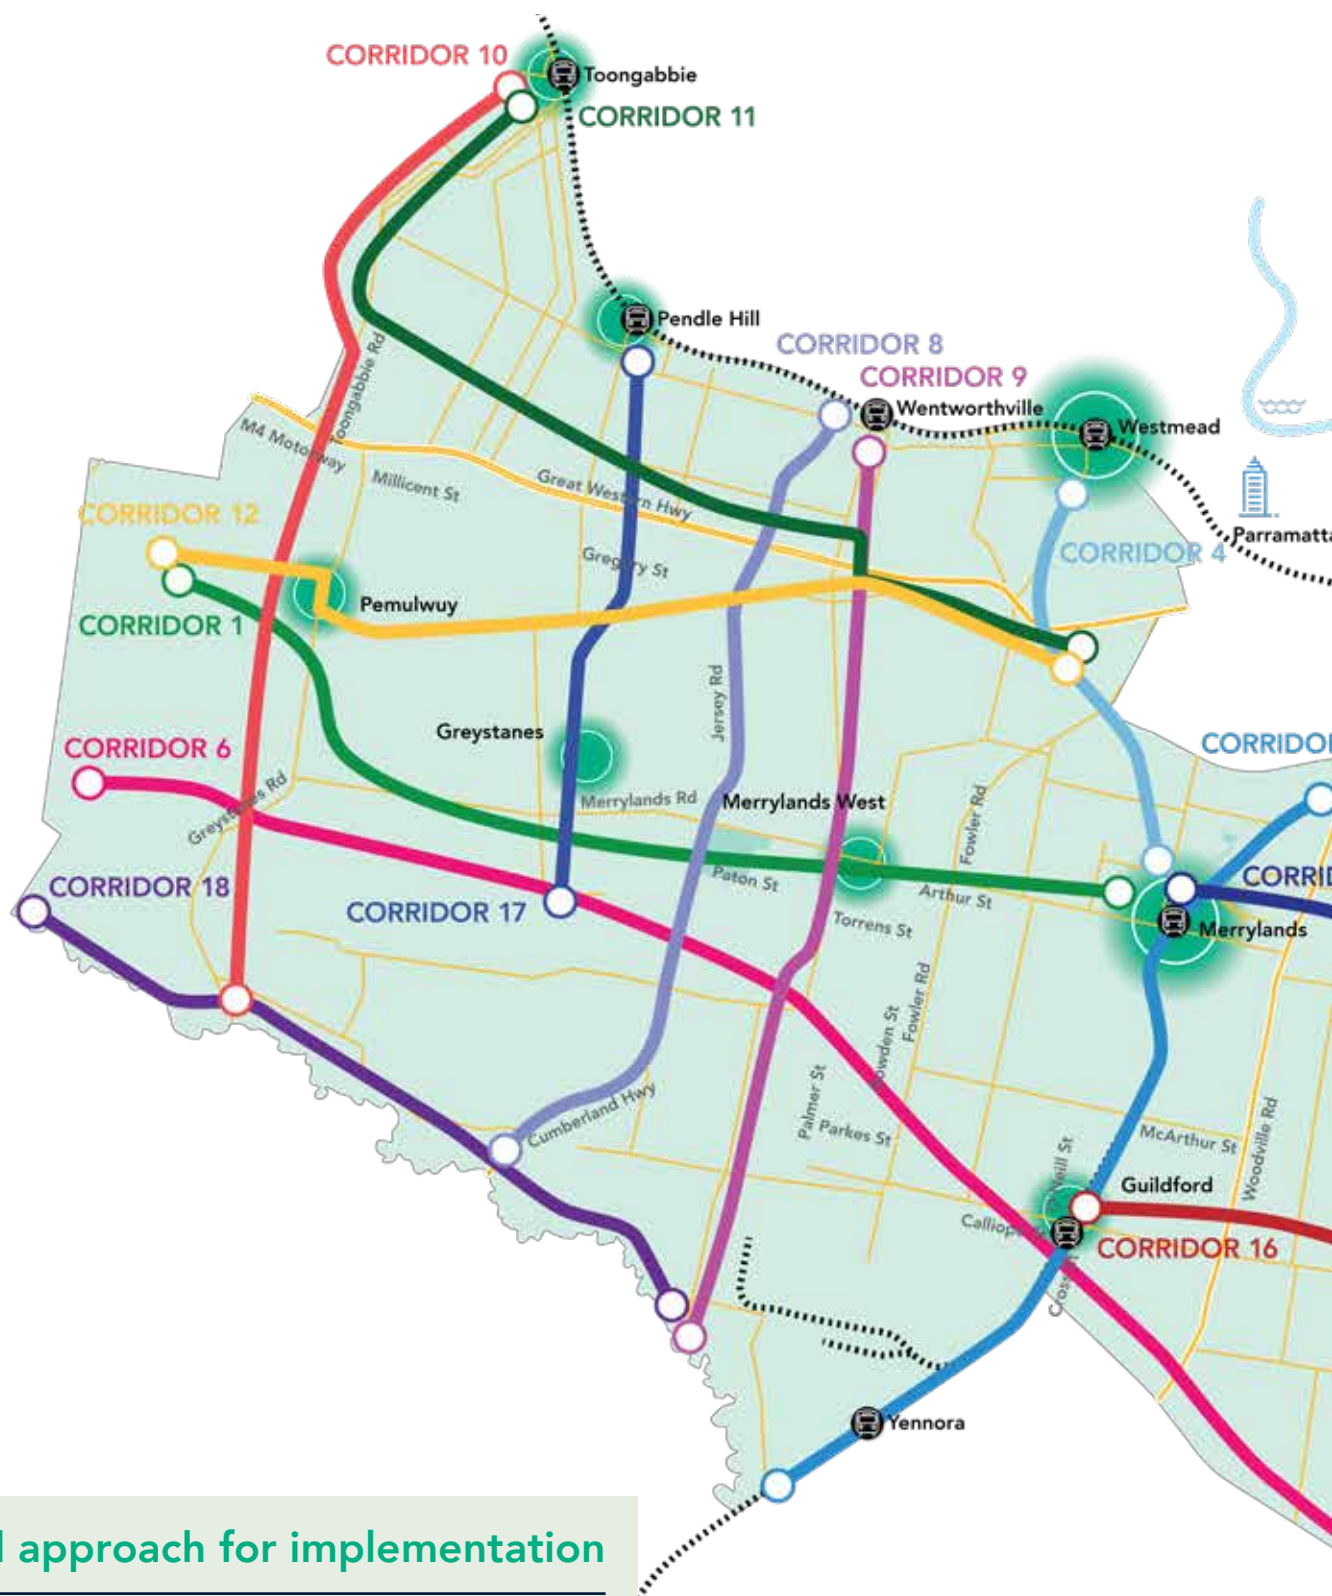 CORRIDOR 10
Toongabbie
CORRIDOR 11
Pendle Hill
CORRIDOR 8
CORRIDOR 9
Wentworthville
Westmead
Toongabbie Rd
M4 Motorway
Millicent St
Great Western Hwy
CORRIDOR 12
Parramatta
CORRIDOR 4
Gregory St
Pemulwuy
CORRIDOR 1
Jersey Rd
Greystanes
CORRIDOR 6
CORRIDOR
Merrylands Rd
Merrylands West
Greystanes Rd
Fowler Rd
CORRIDOR 18
Paton St
Arthur St
CORRID
CORRIDOR 17
Torrens St
Merrylands
Fowler Rd
owden St
Palmer St
Cumberland Hwy
Parkes St
McArthur St
Woodville Rd
Guildford
Calliope
CORRIDOR 16
Yennora
approach for implementation